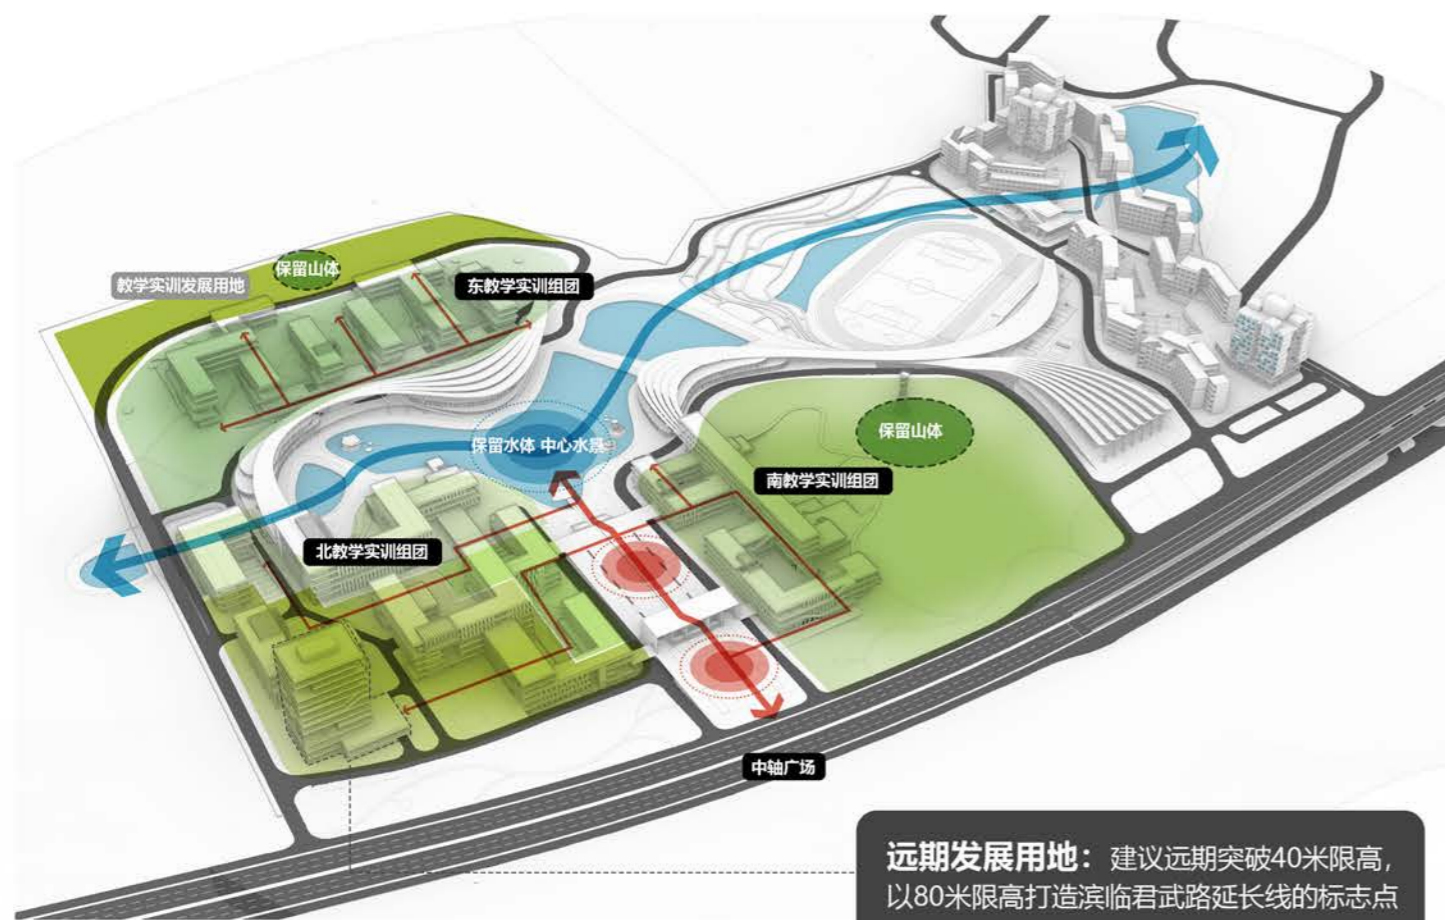 保留山体
教学实训发展用地
东教学实训组团
保留水体 中心水景
保留山体
南教学实训组团
北教学实训组团
中轴广场
远期发展用地：建议远期突破40米限高，
以80米限高打造滨临君武路延长线的标志点